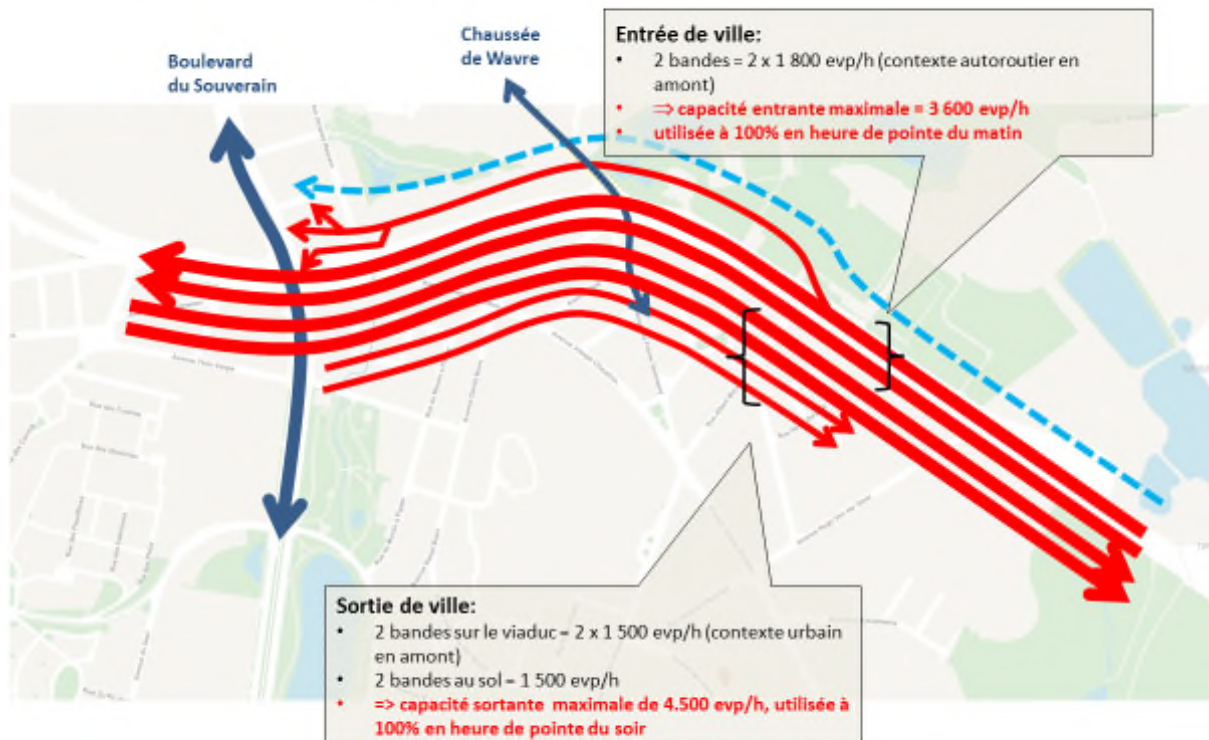 Boulevard
du Souverain
Chaussée
de Wavre
Entrée de ville:
• 2 bandes = 2 x 1 800 evp/h (contexte autoroutier en
amont)
• ⇒ capacité entrante maximale = 3 600 evp/h
• utilisée à 100% en heure de pointe du matin
Sortie de ville:
• 2 bandes sur le viaduc = 2 x 1 500 evp/h (contexte urbain
en amont)
• 2 bandes au sol = 1 500 evp/h
• => capacité sortante maximale de 4.500 evp/h, utilisée à
100% en heure de pointe du soir